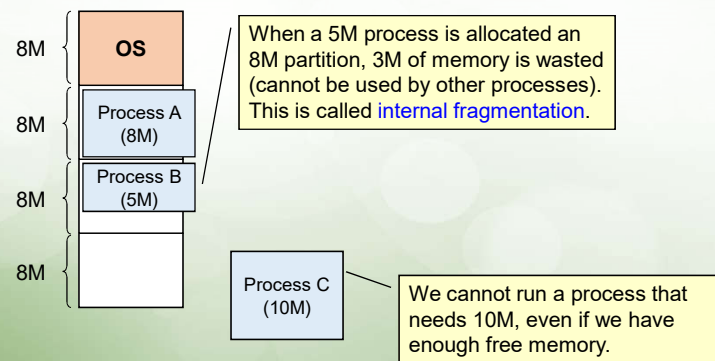 8M
OS
When a 5M process is allocated an
8M partition, 3M of memory is wasted
(cannot be used by other processes).
This is called internal fragmentation.
8M
Process A
(8M)
8M
Process B
(5M)
8M
Process C
(10M)
We cannot run a process that
needs 10M, even if we have
enough free memory.